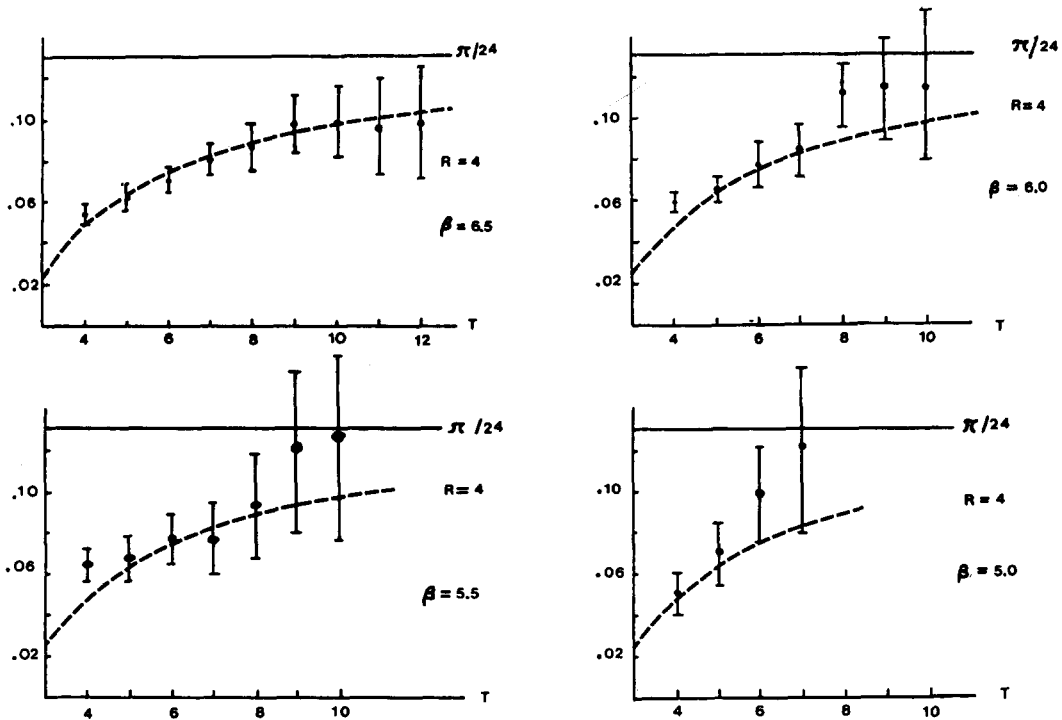 π/24
.10
R = 4
.06
β = 6.5
.02
4 6 8 10 12 T
π/24
.10
R = 4
.06
β = 6.0
.02
4 6 8 10 T
π/24
.10
R = 4
.06
β = 5.5
.02
4 6 8 10 T
π/24
.10
R = 4
.06
β = 5.0
.02
4 6 8 10 T